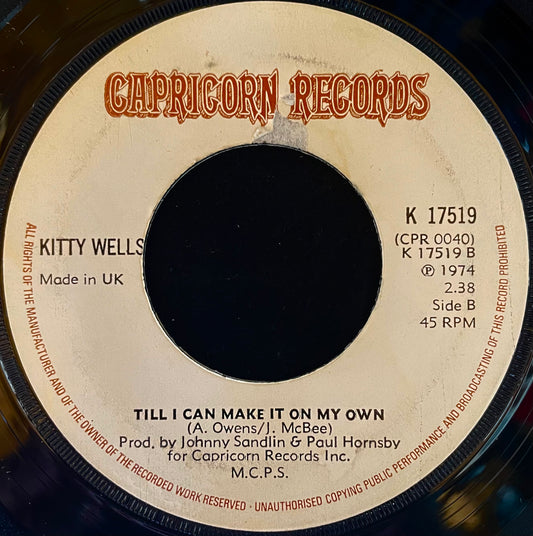 CAPRICORN RECORDS
KITTY WELLS
Made in UK
K 17519
(CPR 0040)
K 17519 B
℗ 1974
2.38
Side B
45 RPM
TILL I CAN MAKE IT ON MY OWN
(A. Owens/J. McBee)
Prod. by Johnny Sandlin & Paul Hornsby
for Capricorn Records Inc.
M.C.P.S.
ALL RIGHTS OF THE MANUFACTURER AND OF THE OWNER OF THE RECORDED WORK RESERVED · UNAUTHORISED COPYING PUBLIC PERFORMANCE AND BROADCASTING OF THIS RECORD PROHIBITED